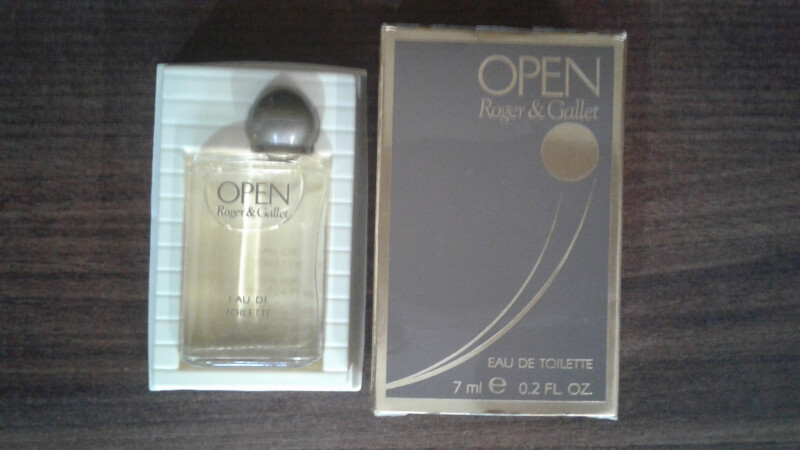 OPEN
Roger & Gallet
EAU DE
TOILETTE
OPEN
Roger & Gallet
EAU DE TOILETTE
7 ml ℮ 0.2 FL. OZ.